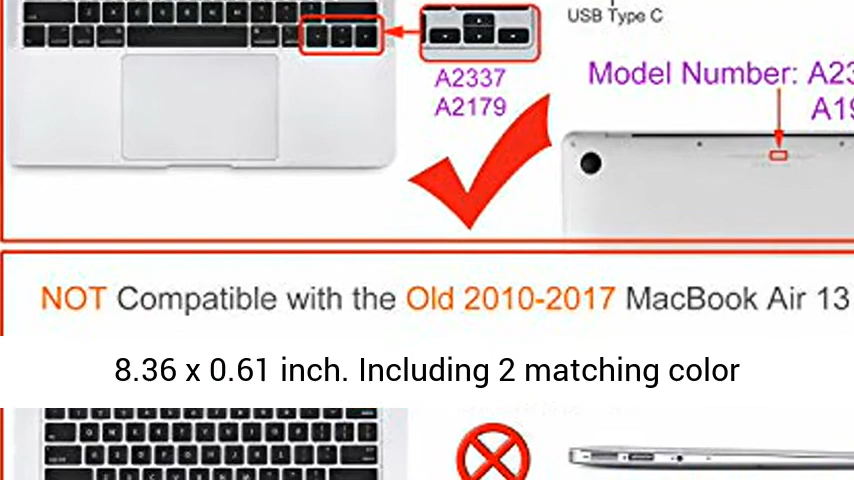 USB Type C
A2337
A2179
Model Number: A23
A19
NOT Compatible with the Old 2010-2017 MacBook Air 13
8.36 x 0.61 inch. Including 2 matching color